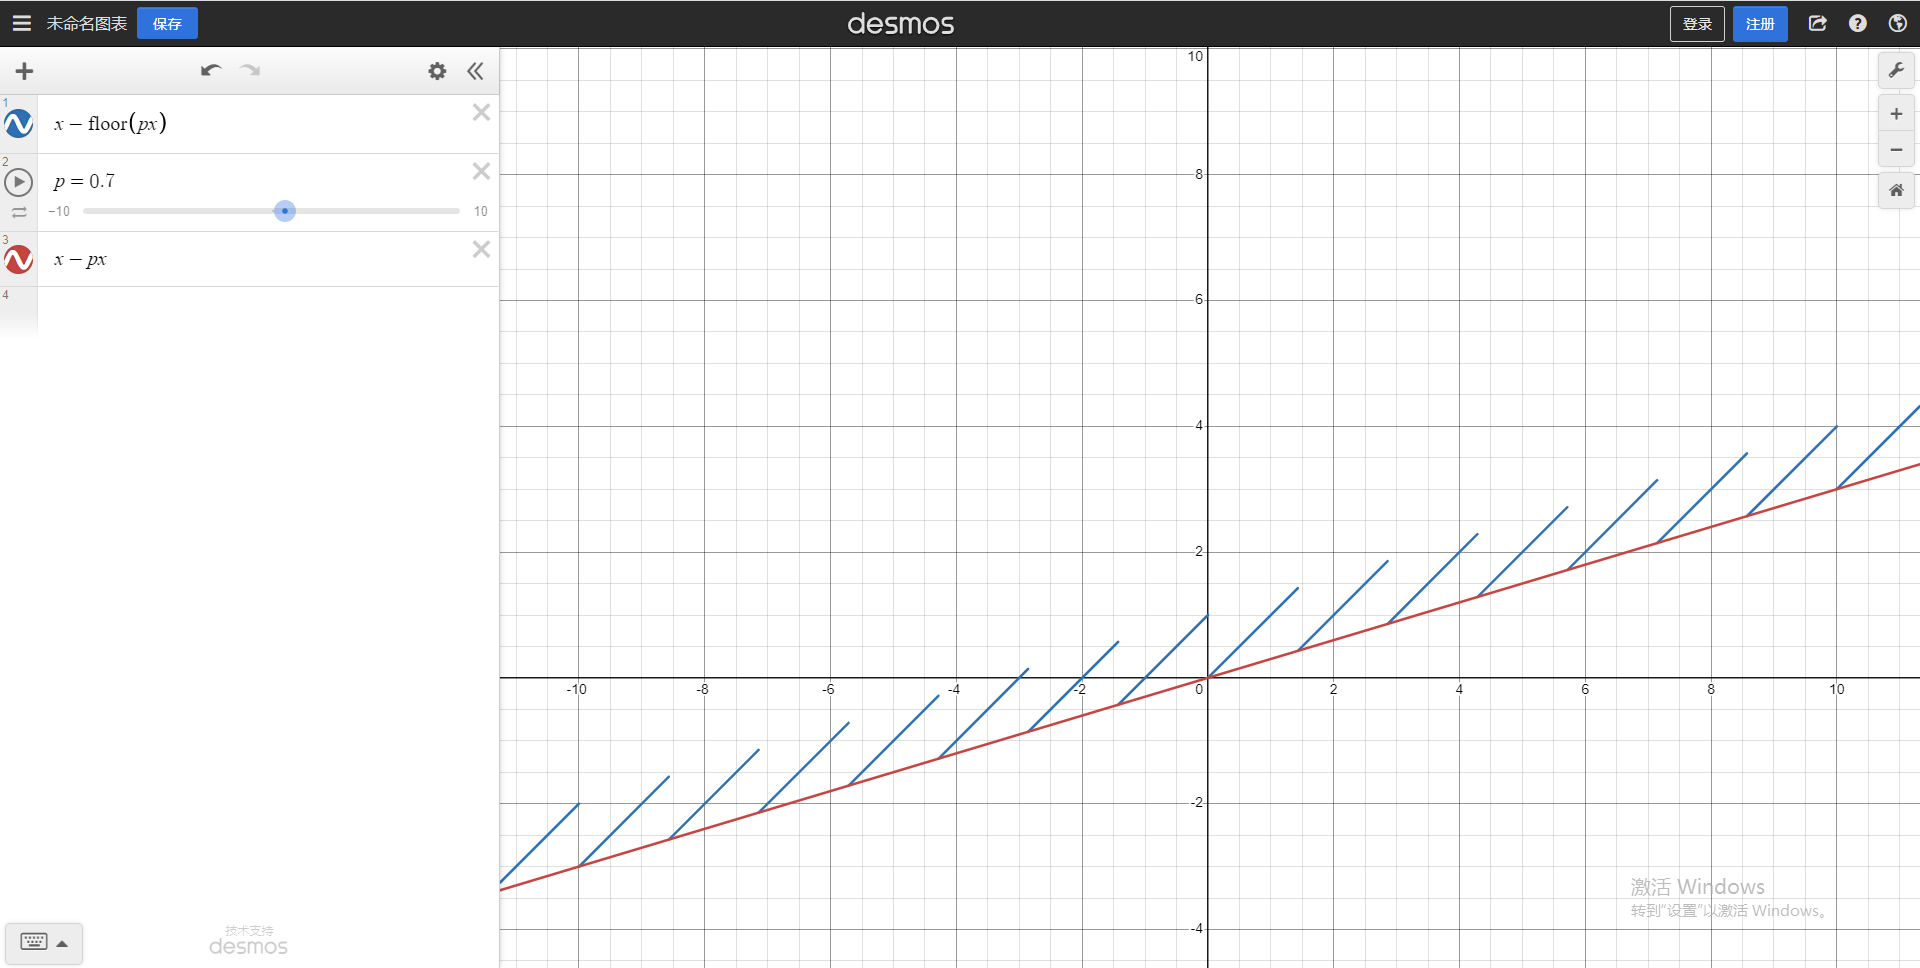 未命名图表 保存 desmos 登录 注册
1 x − floor(px)
2 p = 0.7
−10 10
3 x − px
4
10
8
6
4
2
-10 -8 -6 -4 -2 0 2 4 6 8 10
-2
-4
激活 Windows
转到"设置"以激活 Windows。
技术支持
desmos